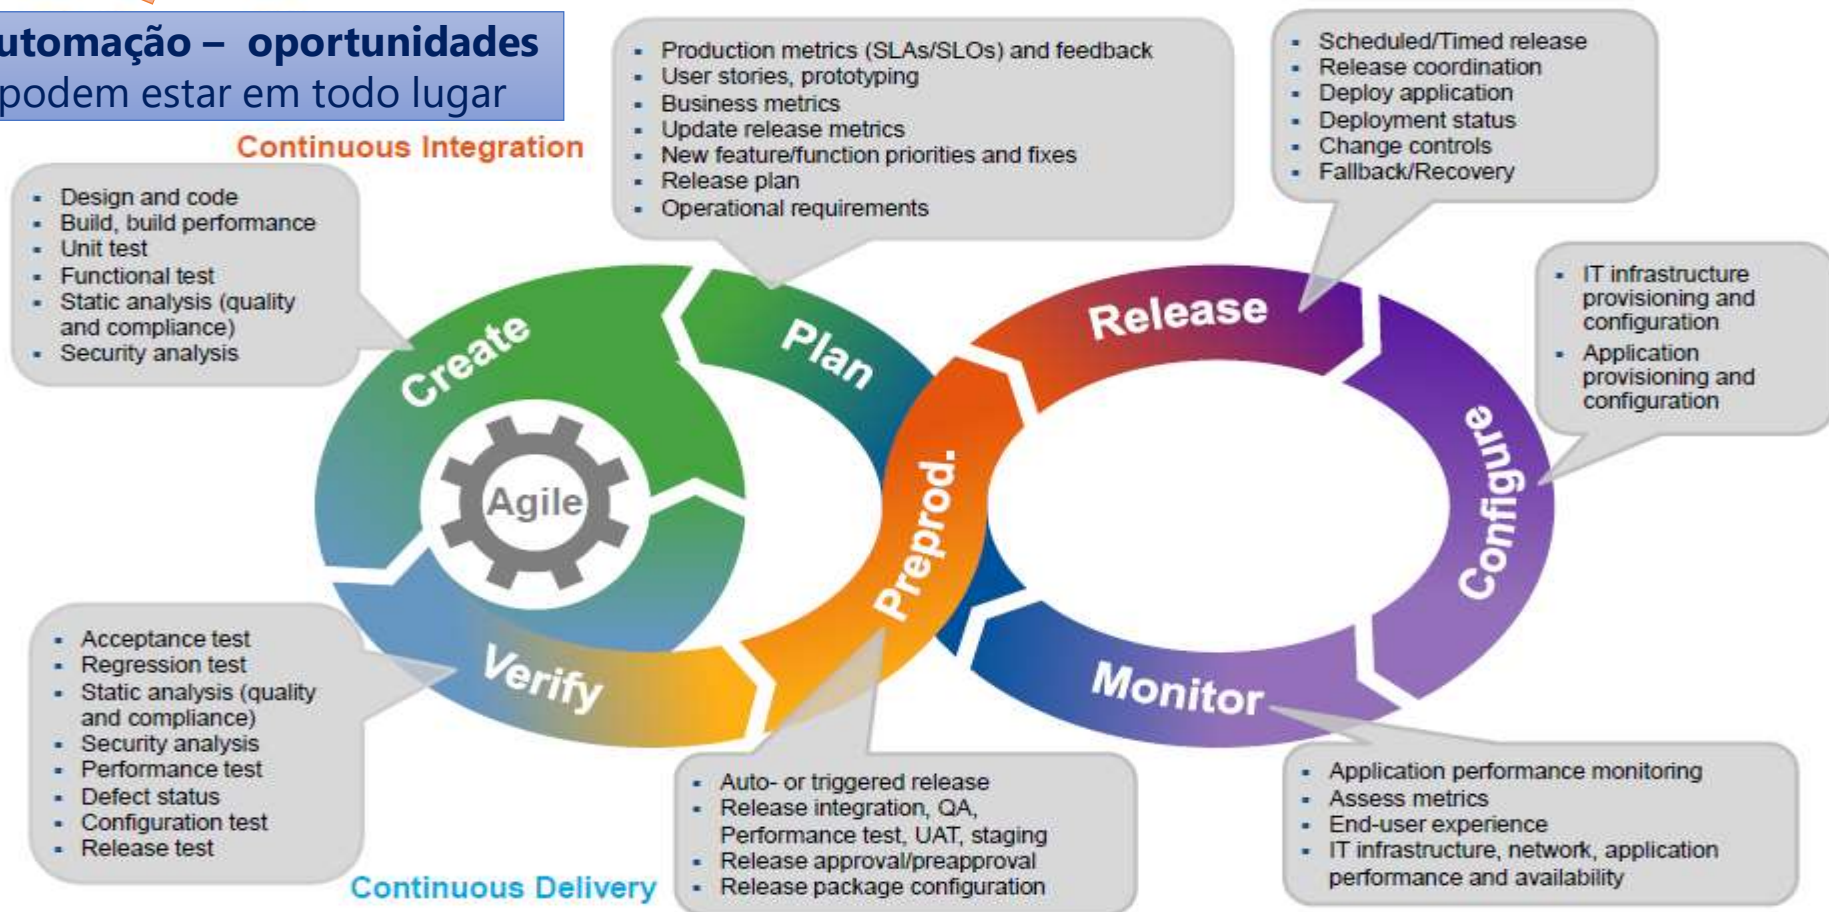 utomação – oportunidades
podem estar em todo lugar
Continuous Integration
Design and code
Build, build performance
Unit test
Functional test
Static analysis (quality
and compliance)
Security analysis
Production metrics (SLAs/SLOs) and feedback
User stories, prototyping
Business metrics
Update release metrics
New feature/function priorities and fixes
Release plan
Operational requirements
Scheduled/Timed release
Release coordination
Deploy application
Deployment status
Change controls
Fallback/Recovery
IT infrastructure
provisioning and
configuration
Application
provisioning and
configuration
Create
Plan
Release
Configure
Agile
Preprod.
Verify
Monitor
Acceptance test
Regression test
Static analysis (quality
and compliance)
Security analysis
Performance test
Defect status
Configuration test
Release test
Auto- or triggered release
Release integration, QA,
Performance test, UAT, staging
Release approval/preapproval
Release package configuration
Application performance monitoring
Assess metrics
End-user experience
IT infrastructure, network, application
performance and availability
Continuous Delivery